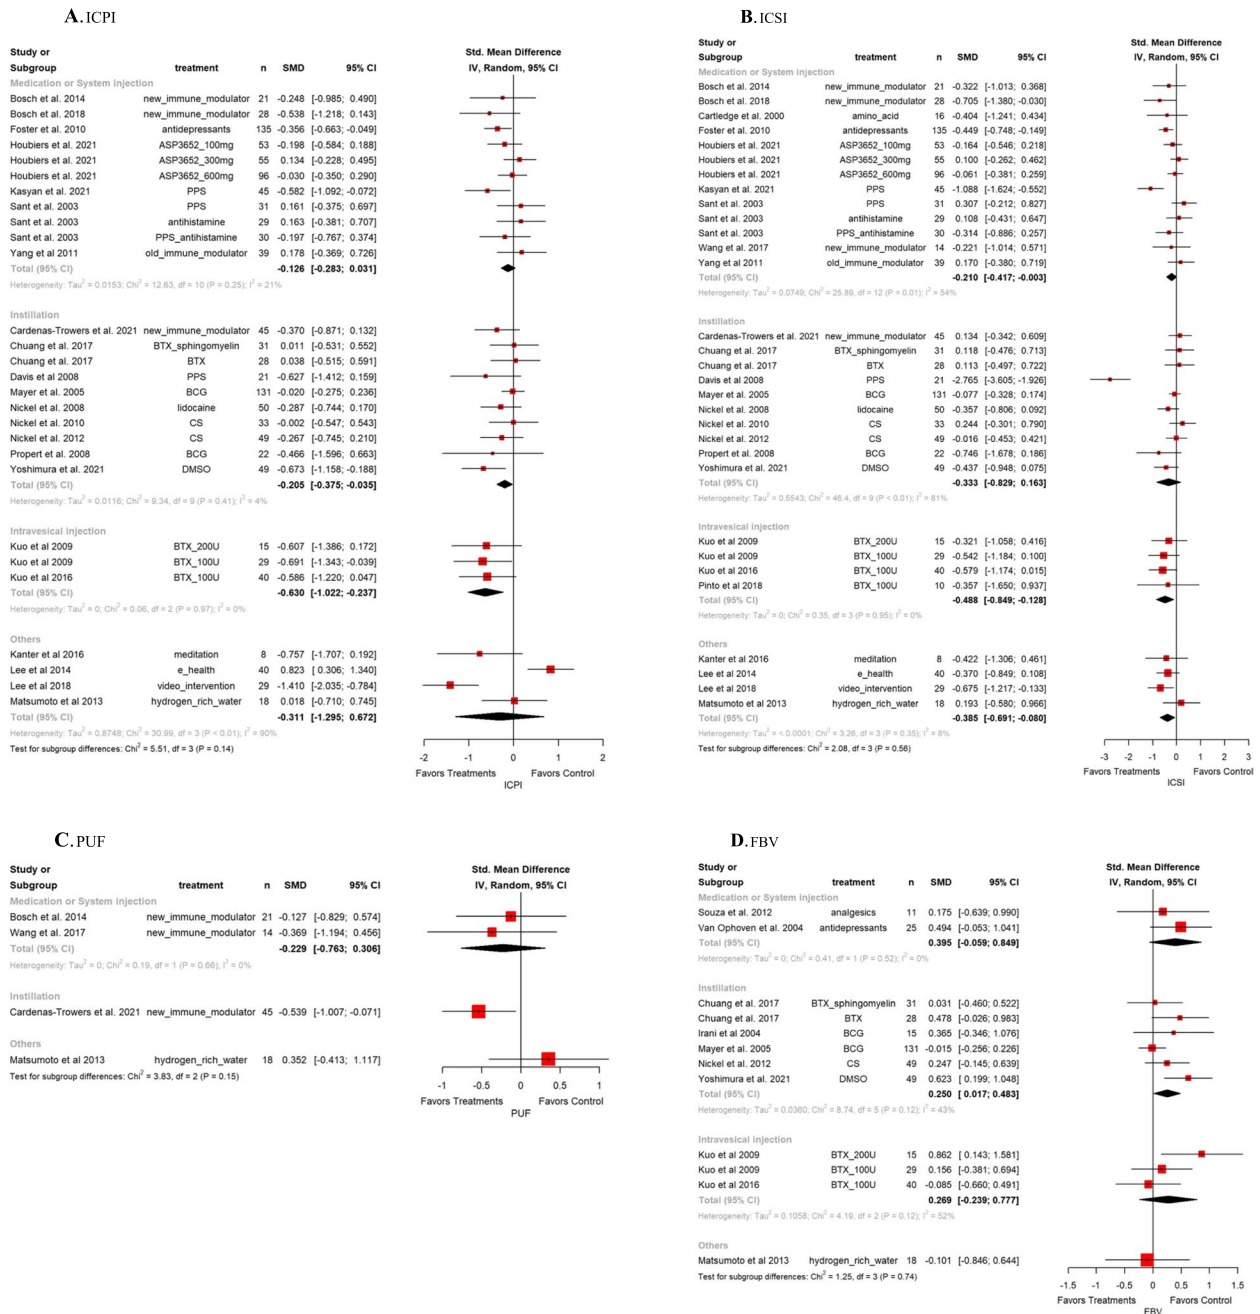 A.ICPI
Std. Mean Difference
Study or
Subgroup treatment n SMD 95% CI IV, Random, 95% CI
Medication or System injection
Bosch et al. 2014 new_immune_modulator 21 -0.248 [-0.985; 0.490]
Bosch et al. 2018 new_immune_modulator 28 -0.538 [-1.218; 0.143]
Foster et al. 2010 antidepressants 135 -0.356 [-0.663; -0.049]
Houbiers et al. 2021 ASP3652_100mg 53 -0.198 [-0.584; 0.188]
Houbiers et al. 2021 ASP3652_300mg 55 0.134 [-0.228; 0.495]
Houbiers et al. 2021 ASP3652_600mg 96 -0.030 [-0.350; 0.290]
Kasyan et al. 2021 PPS 45 -0.582 [-1.092; -0.072]
Sant et al. 2003 PPS 31 0.161 [-0.375; 0.697]
Sant et al. 2003 antihistamine 29 0.163 [-0.381; 0.707]
Sant et al. 2003 PPS_antihistamine 30 -0.197 [-0.767; 0.374]
Yang et al 2011 old_immune_modulator 39 0.178 [-0.369; 0.726]
Total (95% CI) -0.126 [-0.283; 0.031]
Heterogeneity: Tau² = 0.0153; Chi² = 12.63, df = 10 (P = 0.25); I² = 21%
Instillation
Cardenas-Trowers et al. 2021 new_immune_modulator 45 -0.370 [-0.871; 0.132]
Chuang et al. 2017 BTX_sphingomyelin 31 0.011 [-0.531; 0.552]
Chuang et al. 2017 BTX 28 0.038 [-0.515; 0.591]
Davis et al 2008 PPS 21 -0.627 [-1.412; 0.159]
Mayer et al. 2005 BCG 131 -0.020 [-0.275; 0.236]
Nickel et al. 2008 lidocaine 50 -0.287 [-0.744; 0.170]
Nickel et al. 2010 CS 33 -0.002 [-0.547; 0.543]
Nickel et al. 2012 CS 49 -0.267 [-0.745; 0.210]
Propert et al. 2008 BCG 22 -0.466 [-1.596; 0.663]
Yoshimura et al. 2021 DMSO 49 -0.673 [-1.158; -0.188]
Total (95% CI) -0.205 [-0.375; -0.035]
Heterogeneity: Tau² = 0.0116; Chi² = 9.34, df = 9 (P = 0.41); I² = 4%
Intravesical injection
Kuo et al 2009 BTX_200U 15 -0.607 [-1.386; 0.172]
Kuo et al 2009 BTX_100U 29 -0.691 [-1.343; -0.039]
Kuo et al 2016 BTX_100U 40 -0.586 [-1.220; 0.047]
Total (95% CI) -0.630 [-1.022; -0.237]
Heterogeneity: Tau² = 0; Chi² = 0.06, df = 2 (P = 0.97); I² = 0%
Others
Kanter et al 2016 meditation 8 -0.757 [-1.707; 0.192]
Lee et al 2014 e_health 40 0.823 [ 0.306; 1.340]
Lee et al 2018 video_intervention 29 -1.410 [-2.035; -0.784]
Matsumoto et al 2013 hydrogen_rich_water 18 0.018 [-0.710; 0.745]
Total (95% CI) -0.311 [-1.295; 0.672]
Heterogeneity: Tau² = 0.8748; Chi² = 30.99, df = 3 (P < 0.01); I² = 90%
Test for subgroup differences: Chi² = 5.51, df = 3 (P = 0.14)
-2 -1 0 1 2
Favors Treatments Favors Control
ICPI
B.ICSI
Std. Mean Difference
Study or
Subgroup treatment n SMD 95% CI IV, Random, 95% CI
Medication or System injection
Bosch et al. 2014 new_immune_modulator 21 -0.322 [-1.013; 0.368]
Bosch et al. 2018 new_immune_modulator 28 -0.705 [-1.380; -0.030]
Cartledge et al. 2000 amino_acid 16 -0.404 [-1.241; 0.434]
Foster et al. 2010 antidepressants 135 -0.449 [-0.748; -0.149]
Houbiers et al. 2021 ASP3652_100mg 53 -0.164 [-0.546; 0.218]
Houbiers et al. 2021 ASP3652_300mg 55 0.100 [-0.262; 0.462]
Houbiers et al. 2021 ASP3652_600mg 96 -0.061 [-0.381; 0.259]
Kasyan et al. 2021 PPS 45 -1.088 [-1.624; -0.552]
Sant et al. 2003 PPS 31 0.307 [-0.212; 0.827]
Sant et al. 2003 antihistamine 29 0.108 [-0.431; 0.647]
Sant et al. 2003 PPS_antihistamine 30 -0.314 [-0.886; 0.257]
Wang et al. 2017 new_immune_modulator 14 -0.221 [-1.014; 0.571]
Yang et al 2011 old_immune_modulator 39 0.170 [-0.380; 0.719]
Total (95% CI) -0.210 [-0.417; -0.003]
Heterogeneity: Tau² = 0.0749; Chi² = 25.89, df = 12 (P = 0.01); I² = 54%
Instillation
Cardenas-Trowers et al. 2021 new_immune_modulator 45 0.134 [-0.342; 0.609]
Chuang et al. 2017 BTX_sphingomyelin 31 0.118 [-0.476; 0.713]
Chuang et al. 2017 BTX 28 0.113 [-0.497; 0.722]
Davis et al 2008 PPS 21 -2.765 [-3.605; -1.926]
Mayer et al. 2005 BCG 131 -0.077 [-0.328; 0.174]
Nickel et al. 2008 lidocaine 50 -0.357 [-0.806; 0.092]
Nickel et al. 2010 CS 33 0.244 [-0.301; 0.790]
Nickel et al. 2012 CS 49 -0.016 [-0.453; 0.421]
Propert et al. 2008 BCG 22 -0.746 [-1.678; 0.186]
Yoshimura et al. 2021 DMSO 49 -0.437 [-0.948; 0.075]
Total (95% CI) -0.333 [-0.829; 0.163]
Heterogeneity: Tau² = 0.5543; Chi² = 46.4, df = 9 (P < 0.01); I² = 81%
Intravesical injection
Kuo et al 2009 BTX_200U 15 -0.321 [-1.058; 0.416]
Kuo et al 2009 BTX_100U 29 -0.542 [-1.184; 0.100]
Kuo et al 2016 BTX_100U 40 -0.579 [-1.174; 0.015]
Pinto et al 2018 BTX_100U 10 -0.357 [-1.650; 0.937]
Total (95% CI) -0.488 [-0.849; -0.128]
Heterogeneity: Tau² = 0; Chi² = 0.35, df = 3 (P = 0.95); I² = 0%
Others
Kanter et al 2016 meditation 8 -0.422 [-1.306; 0.461]
Lee et al 2014 e_health 40 -0.370 [-0.849; 0.108]
Lee et al 2018 video_intervention 29 -0.675 [-1.217; -0.133]
Matsumoto et al 2013 hydrogen_rich_water 18 0.193 [-0.580; 0.966]
Total (95% CI) -0.385 [-0.691; -0.080]
Heterogeneity: Tau² = < 0.0001; Chi² = 3.26, df = 3 (P = 0.35); I² = 8%
Test for subgroup differences: Chi² = 2.08, df = 3 (P = 0.56)
-3 -2 -1 0 1 2 3
Favors Treatments Favors Control
ICSI
C.PUF
Study or Std. Mean Difference
Subgroup treatment n SMD 95% CI IV, Random, 95% CI
Medication or System injection
Bosch et al. 2014 new_immune_modulator 21 -0.127 [-0.829; 0.574]
Wang et al. 2017 new_immune_modulator 14 -0.369 [-1.194; 0.456]
Total (95% CI) -0.229 [-0.763; 0.306]
Heterogeneity: Tau² = 0; Chi² = 0.19, df = 1 (P = 0.66); I² = 0%
Instillation
Cardenas-Trowers et al. 2021 new_immune_modulator 45 -0.539 [-1.007; -0.071]
Others
Matsumoto et al 2013 hydrogen_rich_water 18 0.352 [-0.413; 1.117]
Test for subgroup differences: Chi² = 3.83, df = 2 (P = 0.15)
-1 -0.5 0 0.5 1
Favors Treatments Favors Control
PUF
D.FBV
Study or Std. Mean Difference
Subgroup treatment n SMD 95% CI IV, Random, 95% CI
Medication or System injection
Souza et al. 2012 analgesics 11 0.175 [-0.639; 0.990]
Van Ophoven et al. 2004 antidepressants 25 0.494 [-0.053; 1.041]
Total (95% CI) 0.395 [-0.059; 0.849]
Heterogeneity: Tau² = 0; Chi² = 0.41, df = 1 (P = 0.52); I² = 0%
Instillation
Chuang et al. 2017 BTX_sphingomyelin 31 0.031 [-0.460; 0.522]
Chuang et al. 2017 BTX 28 0.478 [-0.026; 0.983]
Irani et al 2004 BCG 15 0.365 [-0.346; 1.076]
Mayer et al. 2005 BCG 131 -0.015 [-0.256; 0.226]
Nickel et al. 2012 CS 49 0.247 [-0.145; 0.639]
Yoshimura et al. 2021 DMSO 49 0.623 [ 0.199; 1.048]
Total (95% CI) 0.250 [ 0.017; 0.483]
Heterogeneity: Tau² = 0.0360; Chi² = 8.74, df = 5 (P = 0.12); I² = 43%
Intravesical injection
Kuo et al 2009 BTX_200U 15 0.862 [ 0.143; 1.581]
Kuo et al 2009 BTX_100U 29 0.156 [-0.381; 0.694]
Kuo et al 2016 BTX_100U 40 -0.085 [-0.660; 0.491]
Total (95% CI) 0.269 [-0.239; 0.777]
Heterogeneity: Tau² = 0.1058; Chi² = 4.19, df = 2 (P = 0.12); I² = 52%
Others
Matsumoto et al 2013 hydrogen_rich_water 18 -0.101 [-0.846; 0.644]
Test for subgroup differences: Chi² = 1.25, df = 3 (P = 0.74)
-1.5 -1 -0.5 0 0.5 1 1.5
Favors Treatments Favors Control
FBV